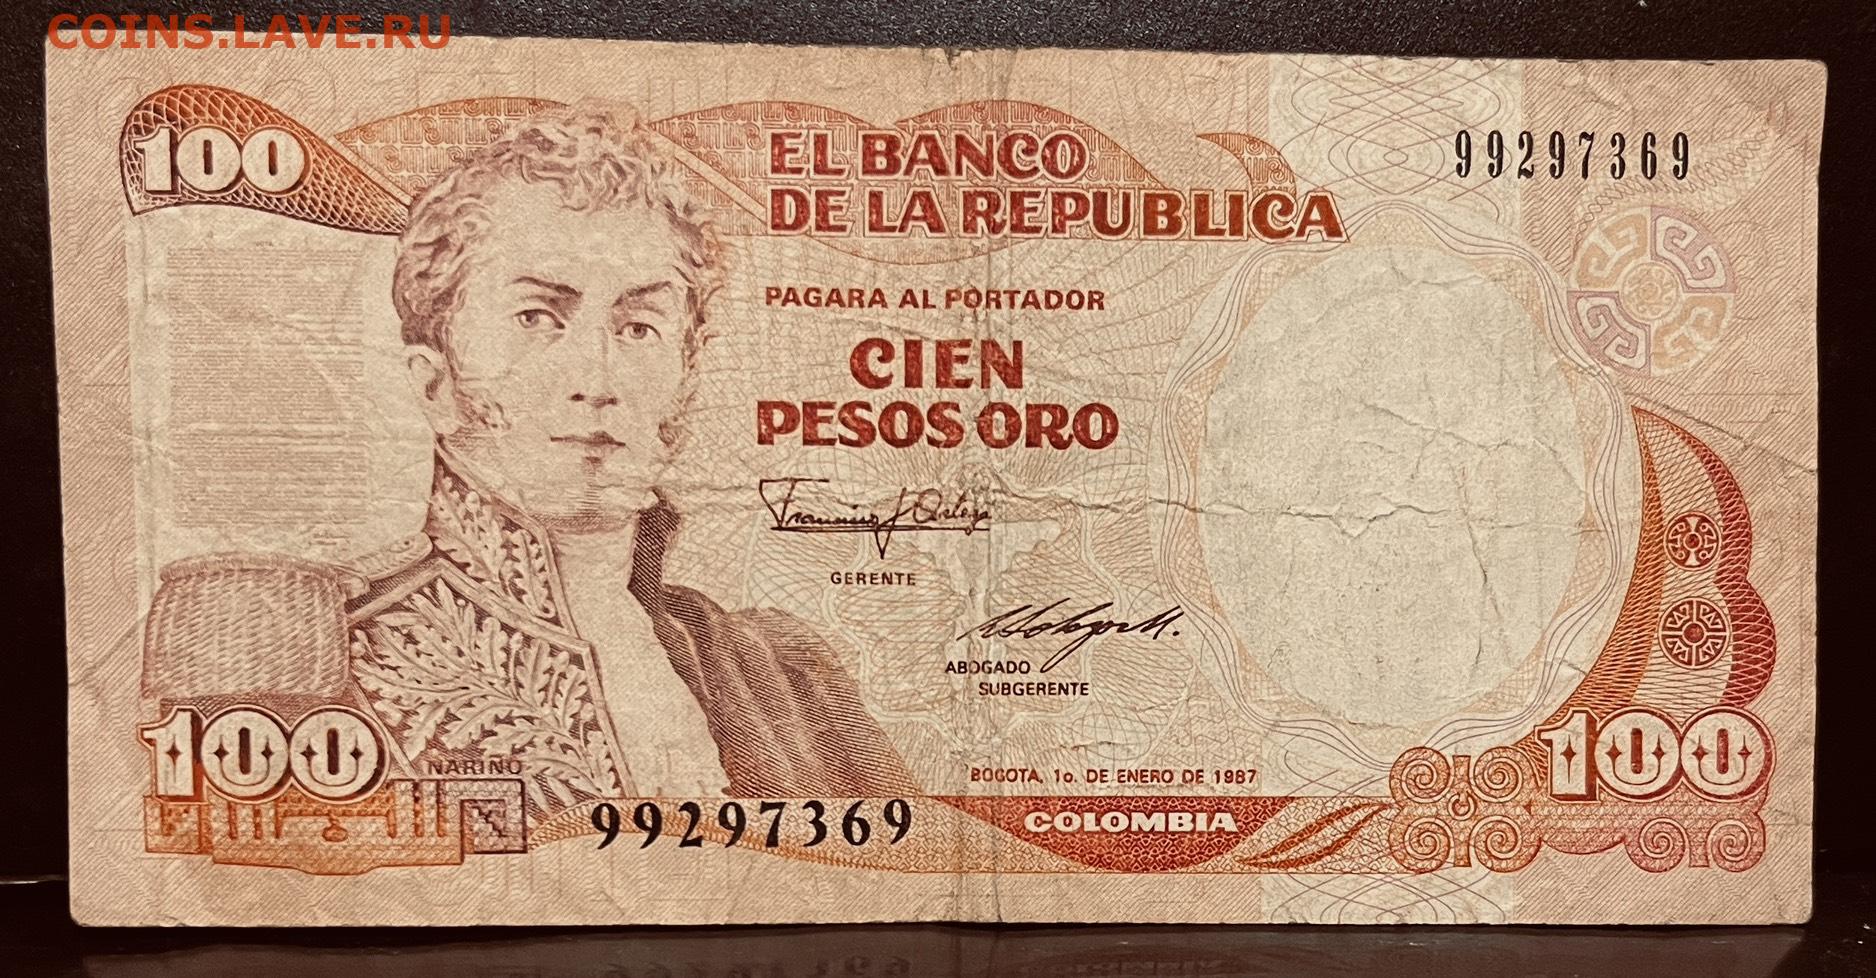 COINS.LAVE.RU
100
EL BANCO
DE LA REPUBLICA
99297369
PAGARA AL PORTADOR
CIEN
PESOS ORO
GERENTE
ABOGADO
SUBGERENTE
BOGOTA, 1o. DE ENERO DE 1987
100
NARIÑO
99297369
COLOMBIA
100